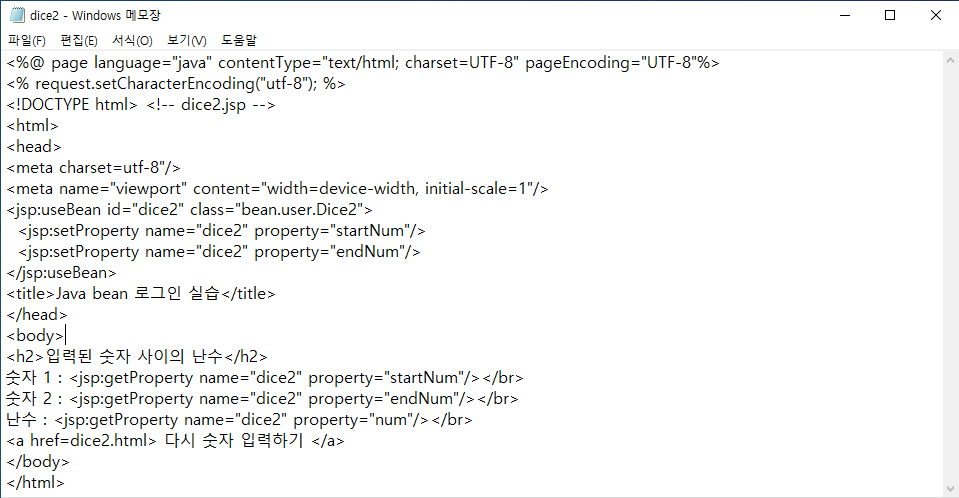 dice2 - Windows 메모장
파일(F) 편집(E) 서식(O) 보기(V) 도움말
<%@ page language="java" contentType="text/html; charset=UTF-8" pageEncoding="UTF-8"%>
<% request.setCharacterEncoding("utf-8"); %>
<!DOCTYPE html> <!-- dice2.jsp -->
<html>
<head>
<meta charset=utf-8"/>
<meta name="viewport" content="width=device-width, initial-scale=1"/>
<jsp:useBean id="dice2" class="bean.user.Dice2">
  <jsp:setProperty name="dice2" property="startNum"/>
  <jsp:setProperty name="dice2" property="endNum"/>
</jsp:useBean>
<title>Java bean 로그인 실습</title>
</head>
<body>
<h2>입력된 숫자 사이의 난수</h2>
숫자 1 : <jsp:getProperty name="dice2" property="startNum"/></br>
숫자 2 : <jsp:getProperty name="dice2" property="endNum"/></br>
난수 : <jsp:getProperty name="dice2" property="num"/></br>
<a href=dice2.html> 다시 숫자 입력하기 </a>
</body>
</html>